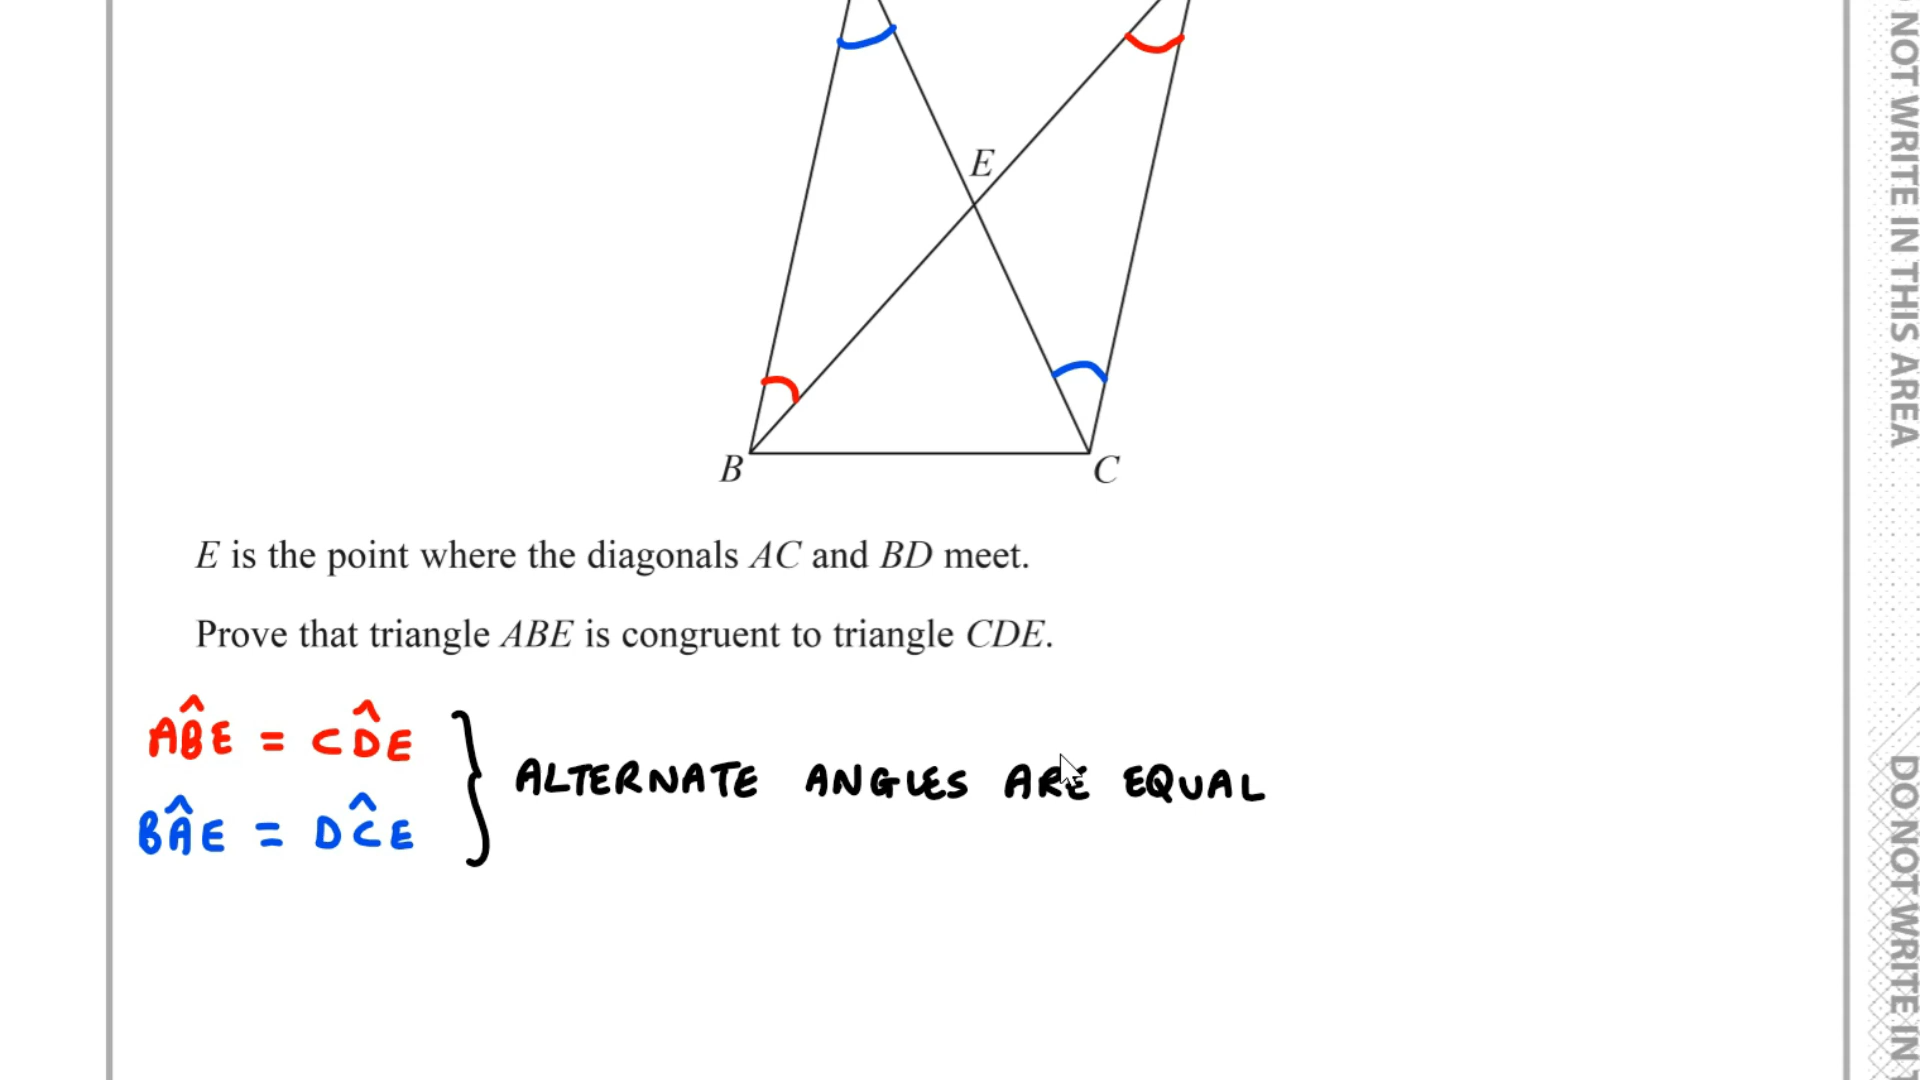 E
B
C
E is the point where the diagonals AC and BD meet.
Prove that triangle ABE is congruent to triangle CDE.
AB̂E = CD̂E
BÂE = DĈE
ALTERNATE ANGLES ARE EQUAL
NOT WRITE IN THIS AREA
DO NOT WRITE IN